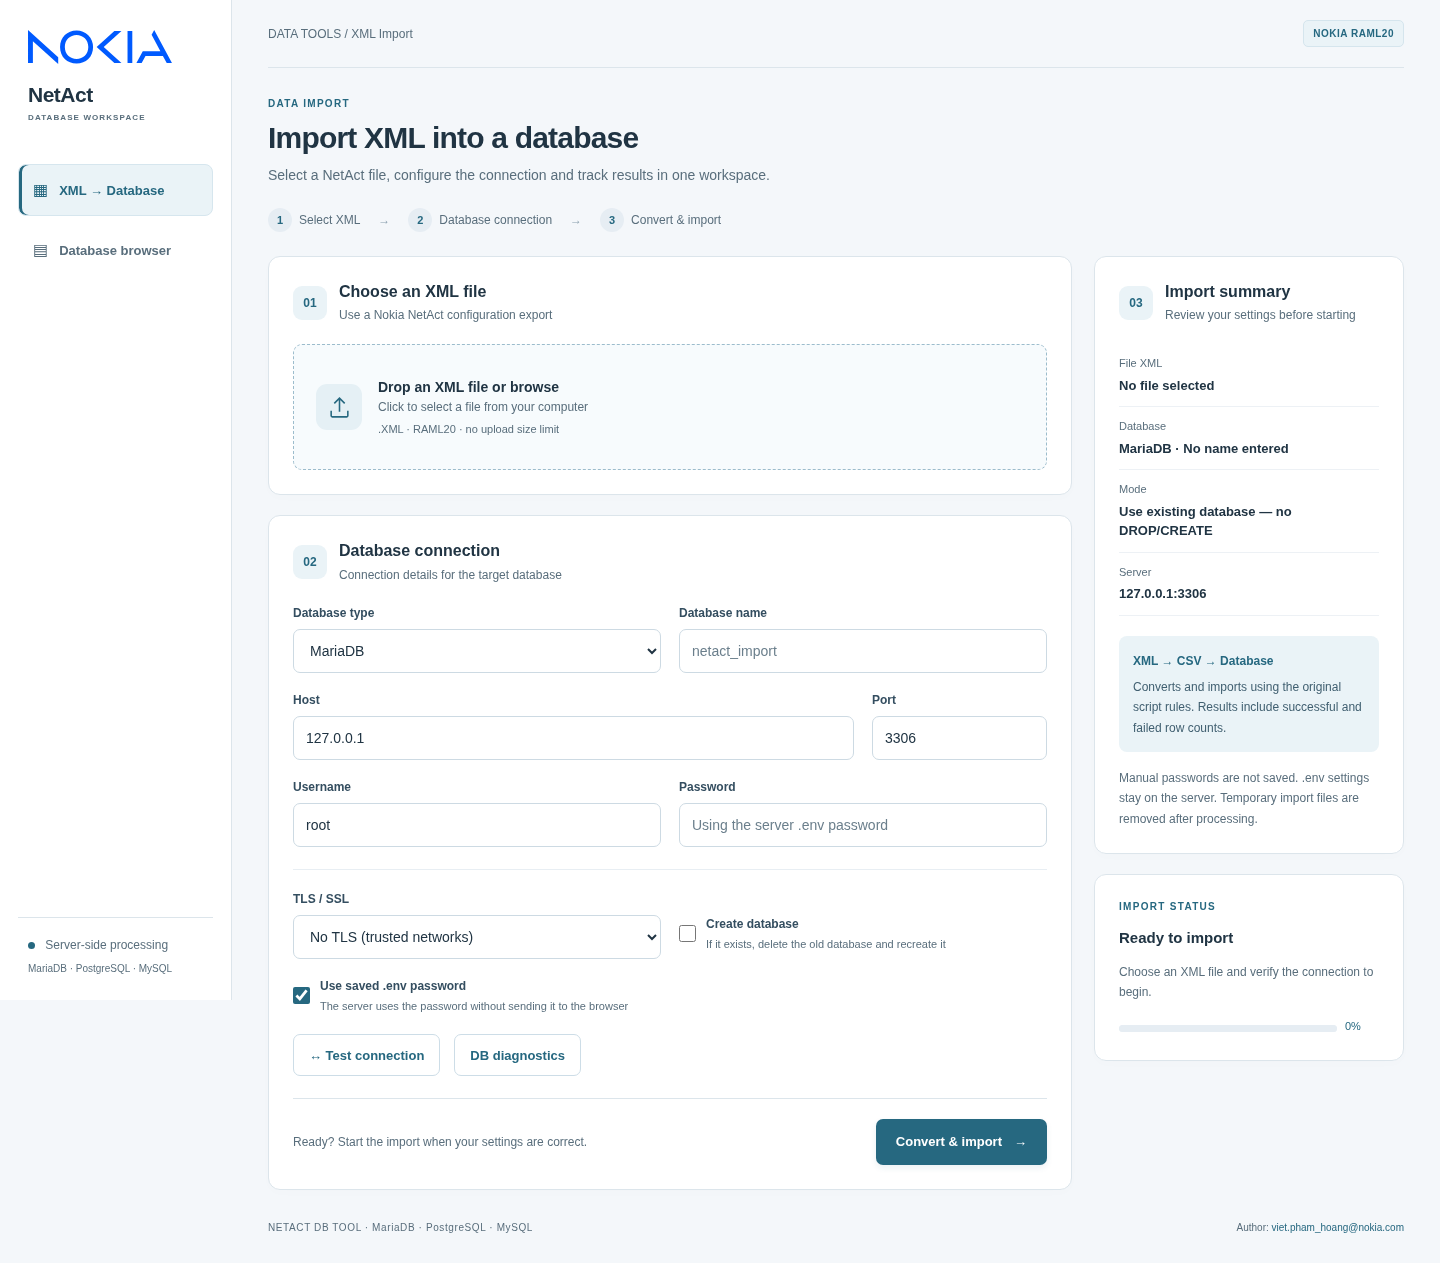 NOKIA
NetAct
DATABASE WORKSPACE
XML → Database
Database browser
Server-side processing
MariaDB · PostgreSQL · MySQL
DATA TOOLS / XML Import
NOKIA RAML20
DATA IMPORT
Import XML into a database
Select a NetAct file, configure the connection and track results in one workspace.
1 Select XML → 2 Database connection → 3 Convert & import
01
Choose an XML file
Use a Nokia NetAct configuration export
Drop an XML file or browse
Click to select a file from your computer
.XML · RAML20 · no upload size limit
02
Database connection
Connection details for the target database
Database type
MariaDB
Database name
netact_import
Host
127.0.0.1
Port
3306
Username
root
Password
Using the server .env password
TLS / SSL
No TLS (trusted networks)
Create database
If it exists, delete the old database and recreate it
Use saved .env password
The server uses the password without sending it to the browser
↔ Test connection
DB diagnostics
Ready? Start the import when your settings are correct.
Convert & import →
03
Import summary
Review your settings before starting
File XML
No file selected
Database
MariaDB · No name entered
Mode
Use existing database — no
DROP/CREATE
Server
127.0.0.1:3306
XML → CSV → Database
Converts and imports using the original
script rules. Results include successful and
failed row counts.
Manual passwords are not saved. .env settings
stay on the server. Temporary import files are
removed after processing.
IMPORT STATUS
Ready to import
Choose an XML file and verify the connection to
begin.
0%
NETACT DB TOOL · MariaDB · PostgreSQL · MySQL
Author: viet.pham_hoang@nokia.com